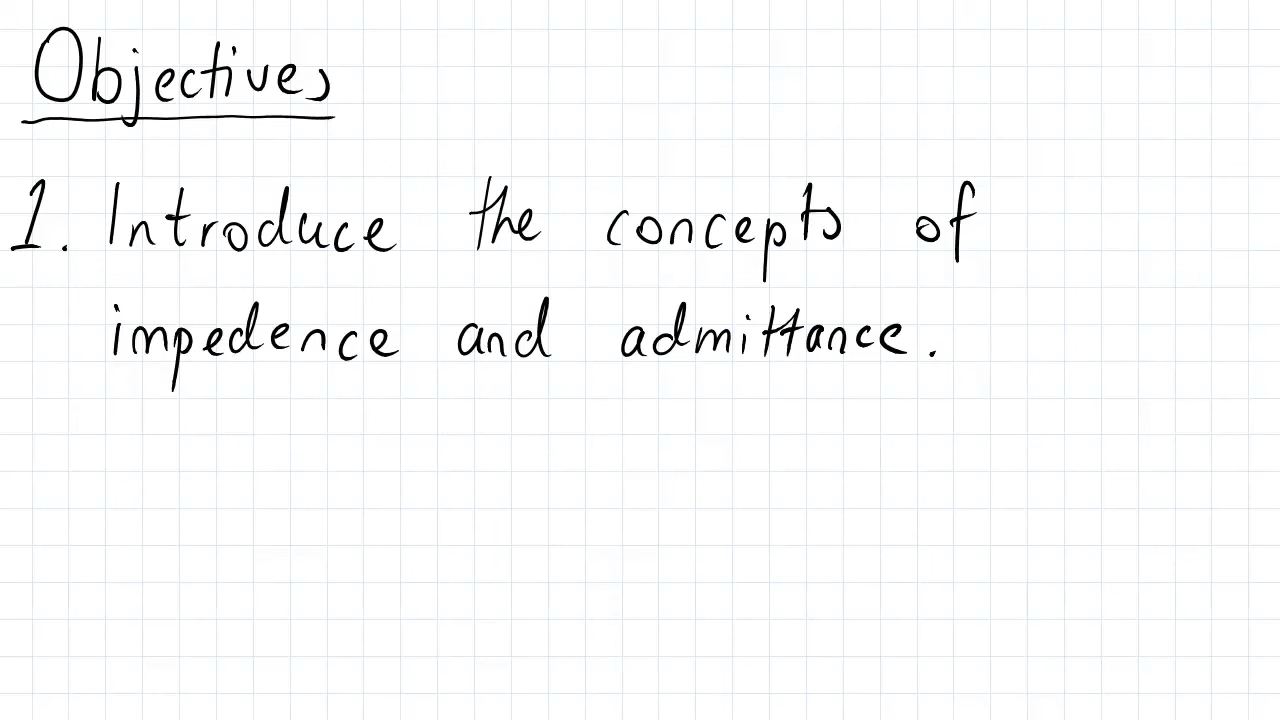 Objectives
1. Introduce the concepts of
impedence and admittance.